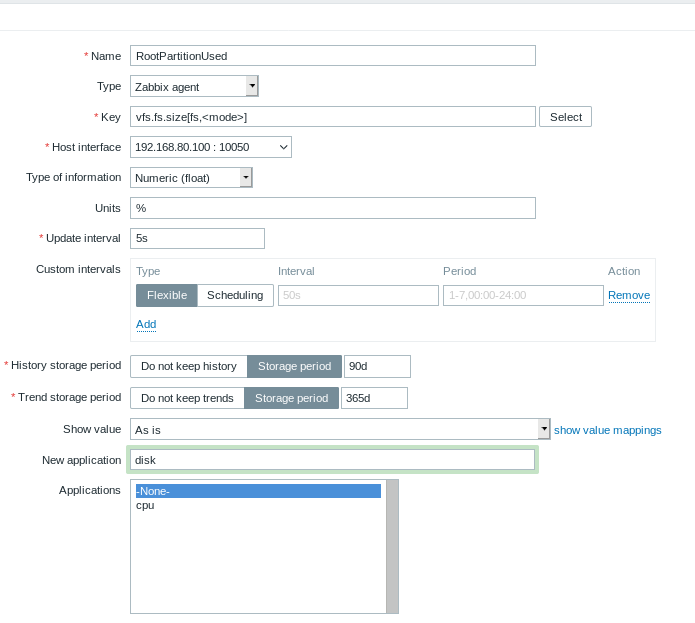 * Name RootPartitionUsed
Type Zabbix agent
* Key vfs.fs.size[fs,<mode>] Select
* Host interface 192.168.80.100 : 10050
Type of information Numeric (float)
Units %
* Update interval 5s
Custom intervals Type Interval Period Action
Flexible Scheduling 50s 1-7,00:00-24:00 Remove
Add
* History storage period Do not keep history Storage period 90d
* Trend storage period Do not keep trends Storage period 365d
Show value As is show value mappings
New application disk
Applications -None-
cpu